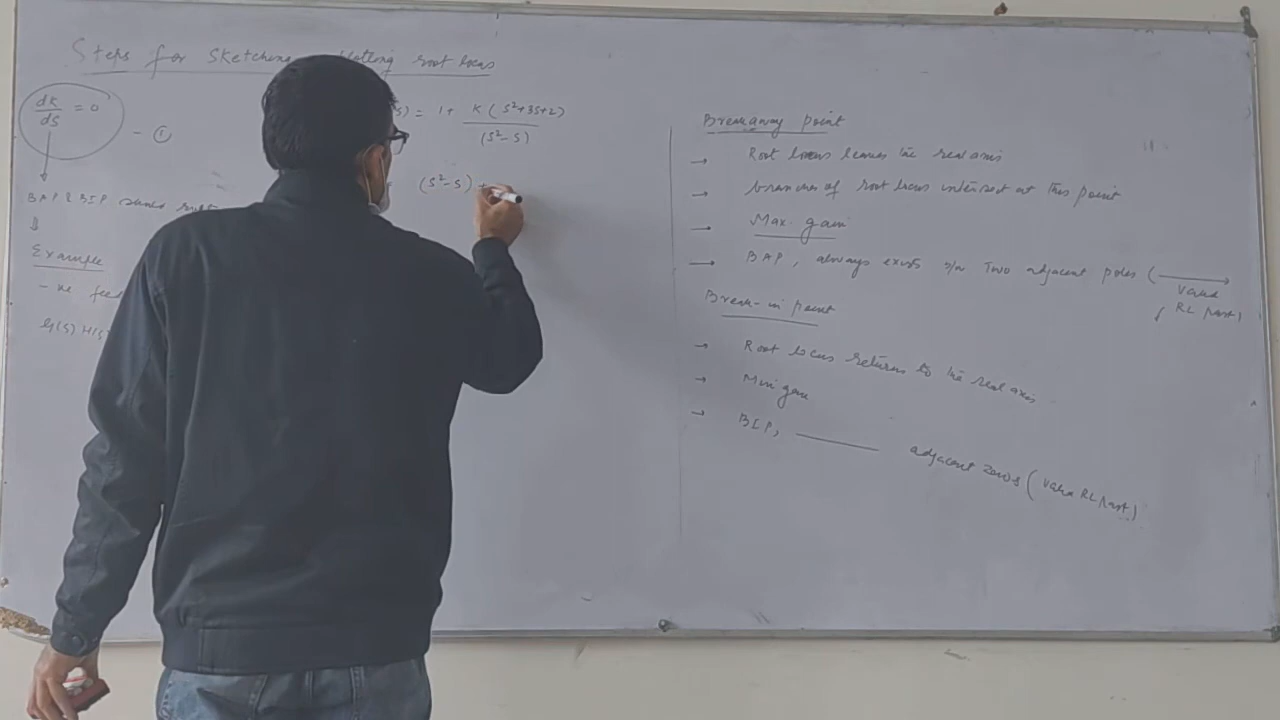 Steps for Sketching plotting root locus
dK/dS = 0
- ①
BAP & BIP
Example
- ve feed
G(s) H(s)
s) = 1+ K(S²+3S+2)/(S²-S)
(S²-S) +
Breakaway point
→ Root locus leaves the real axis
→ branches of root locus intersect at this point
→ Max. gain
→ BAP, always exists b/w Two adjacent poles ( →
Valid
RL part)
Break-in point
→ Root locus returns to the real axis
→ Min gain
→ BIP, adjacent zeros (Valid RL part)